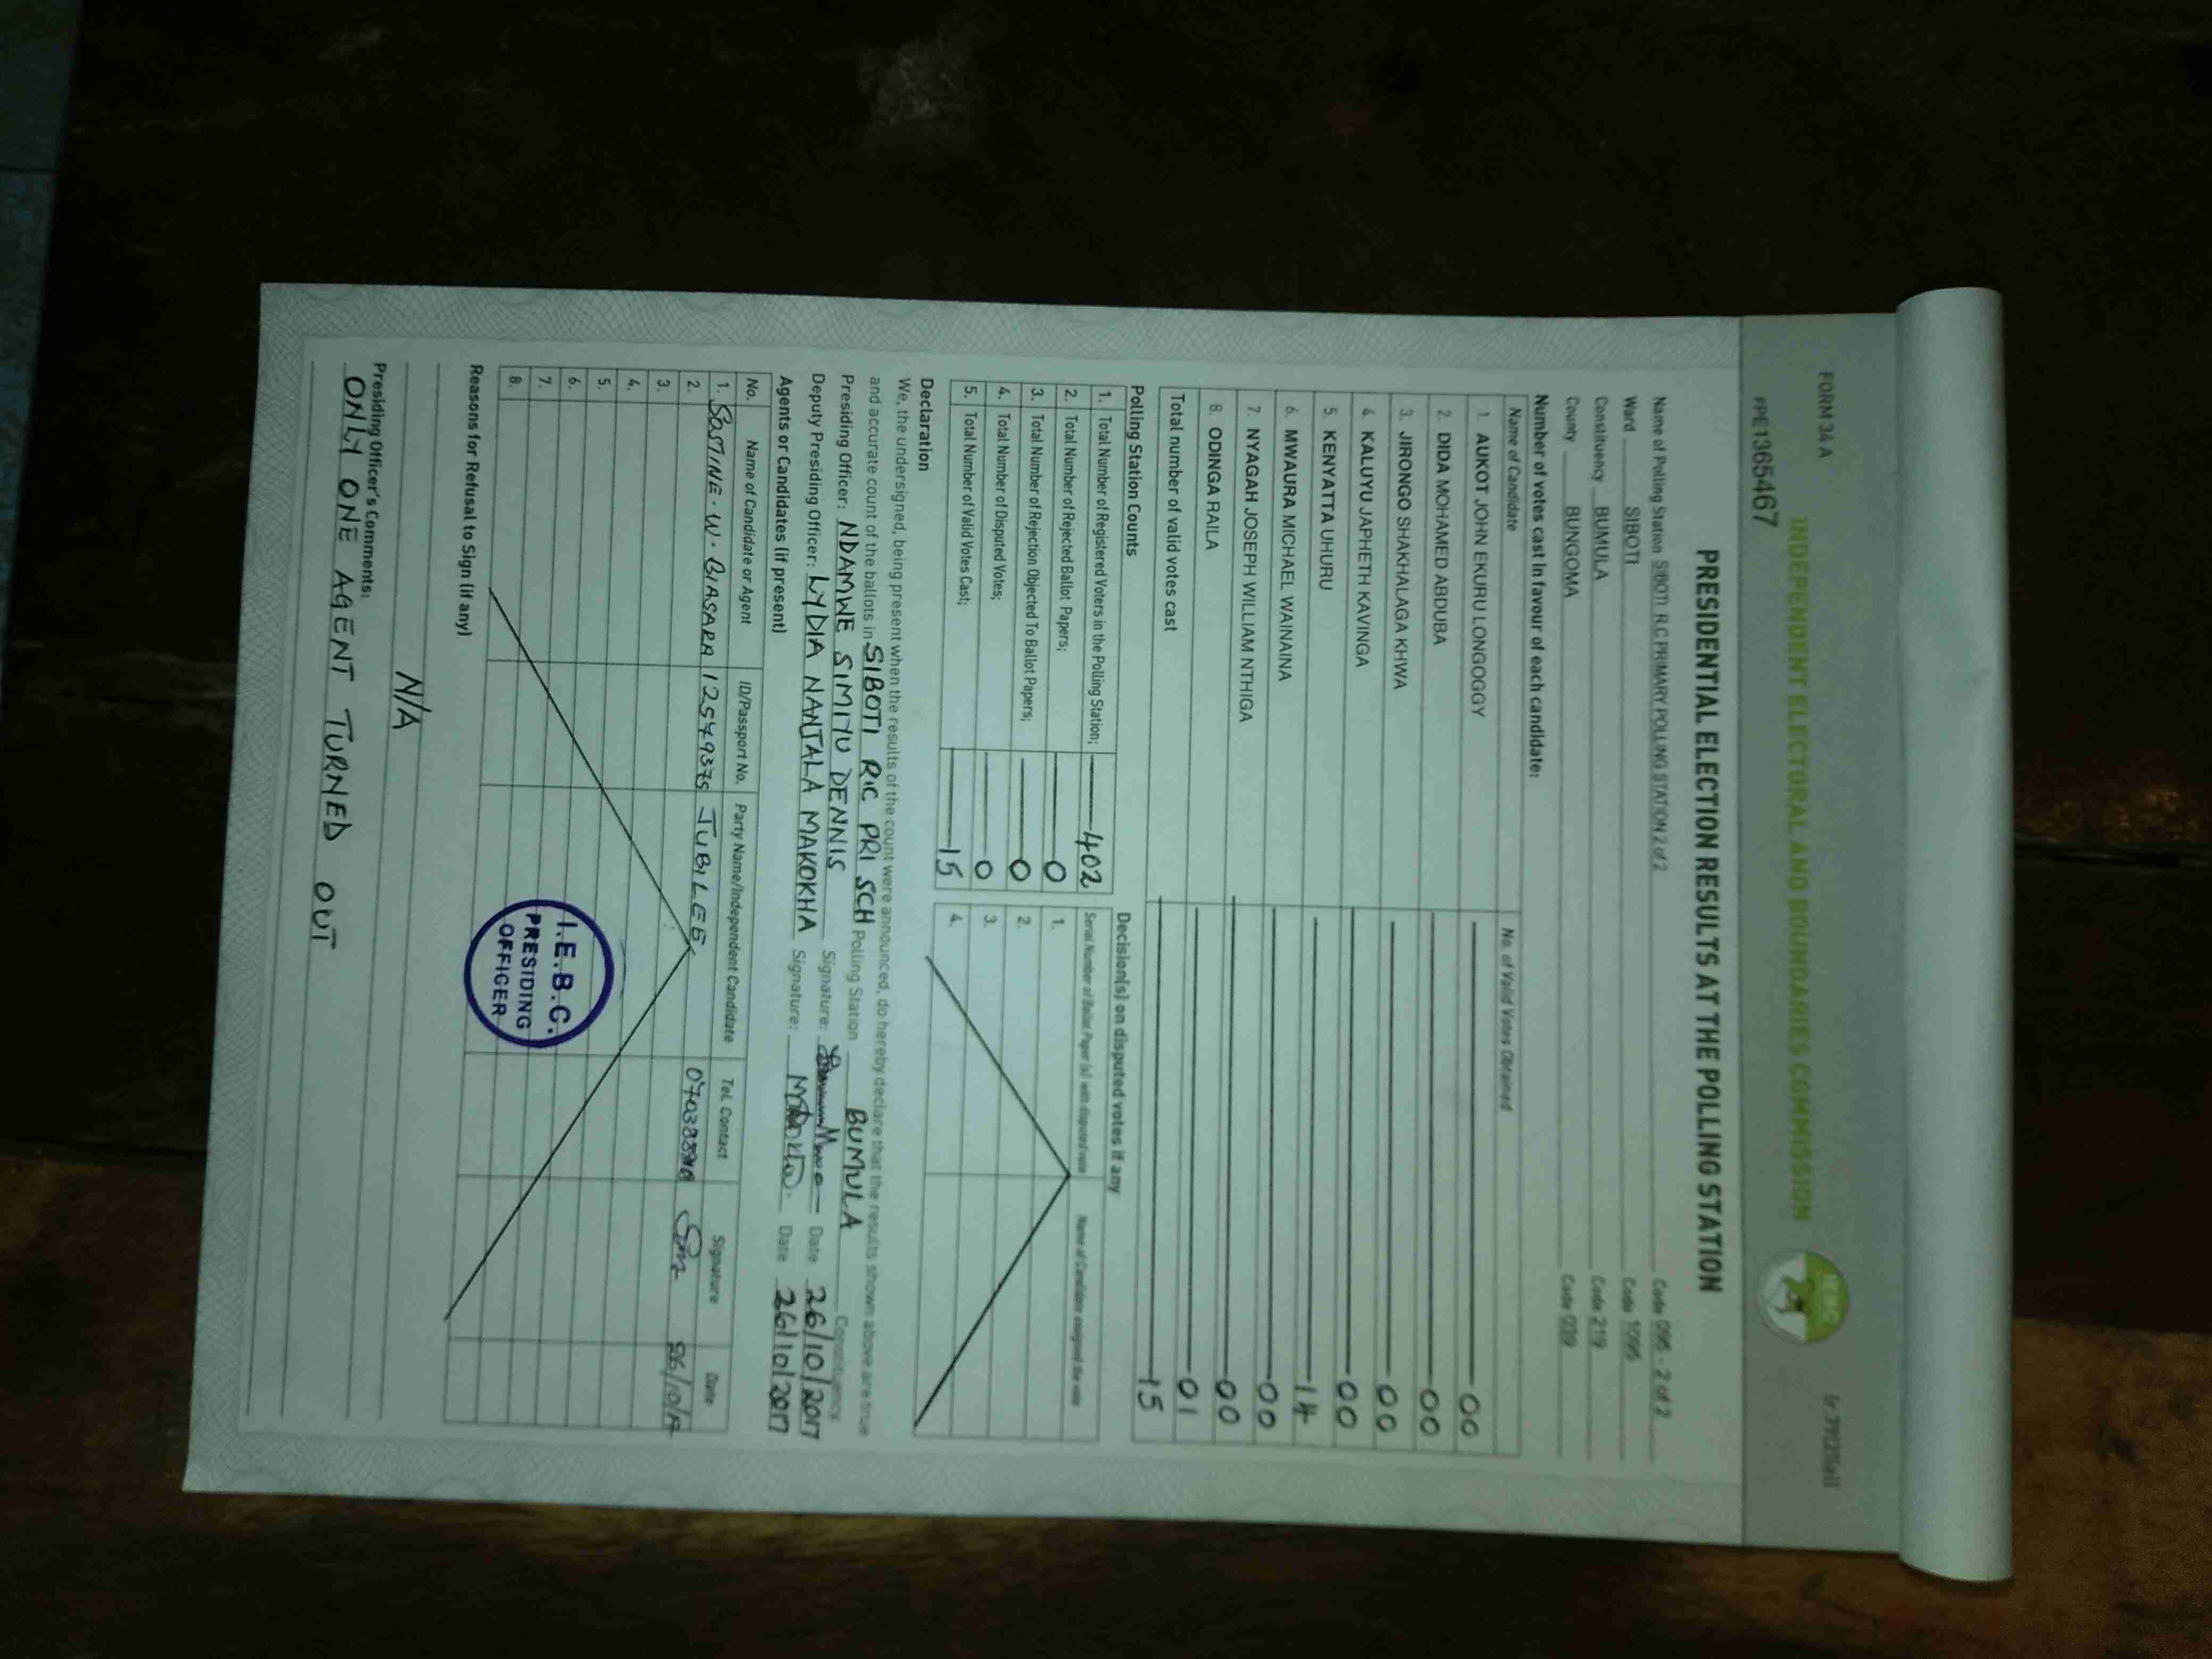 FORM 34 A
INDEPENDENT ELECTORAL AND BOUNDARIES COMMISSION
IEBC
PPE1365467
PRESIDENTIAL ELECTION RESULTS AT THE POLLING STATION
Name of Polling Station SIBOTI R C PRIMARY POLLING STATION 2 of 2 Code 095 - 2 of 2
Ward SIBOTI Code 1095
Constituency BUMULA Code 219
County BUNGOMA Code 039
Number of votes cast in favour of each candidate:
Name of Candidate No. of Valid Votes Obtained
1. AUKOT JOHN EKURU LONGOGGY 00
2. DIDA MOHAMED ABDUBA 00
3. JIRONGO SHAKHALAGA KHWA 00
4. KALUYU JAPHETH KAVINGA 00
5. KENYATTA UHURU 14
6. MWAURA MICHAEL WAINAINA 00
7. NYAGAH JOSEPH WILLIAM NTHIGA 00
8. ODINGA RAILA 01
Total number of valid votes cast 15
Polling Station Counts
1. Total Number of Registered Voters in the Polling Station; 402
2. Total Number of Rejected Ballot Papers; 0
3. Total Number of Rejection Objected To Ballot Papers; 0
4. Total Number of Disputed Votes; 0
5. Total Number of Valid Votes Cast; 15
Decision(s) on disputed votes if any
Serial Number of Ballot Paper (s) with disputed vote Name of Candidate assigned the vote
1.
2.
3.
4.
Declaration
We, the undersigned, being present when the results of the count were announced, do hereby declare that the results shown above are true
and accurate count of the ballots in SIBOTI R.C PRI SCH Polling Station BUMULA Constituency.
Presiding Officer: NDAMWE SIMIYU DENNIS Signature: Date 26/10/2017
Deputy Presiding Officer: LYDIA NANJALA MAKOKHA Signature: Date 26/10/2017
Agents or Candidates (if present)
No. Name of Candidate or Agent ID/Passport No. Party Name/Independent Candidate Tel. Contact Signature Date
1. W. 12549375 JUBILEE 26/10/17
2.
3.
4.
5.
6.
7.
8.
I.E.B.C.
PRESIDING
OFFICER
Reasons for Refusal to Sign (if any)
N/A
Presiding Officer's Comments:
ONLY ONE AGENT TURNED OUT